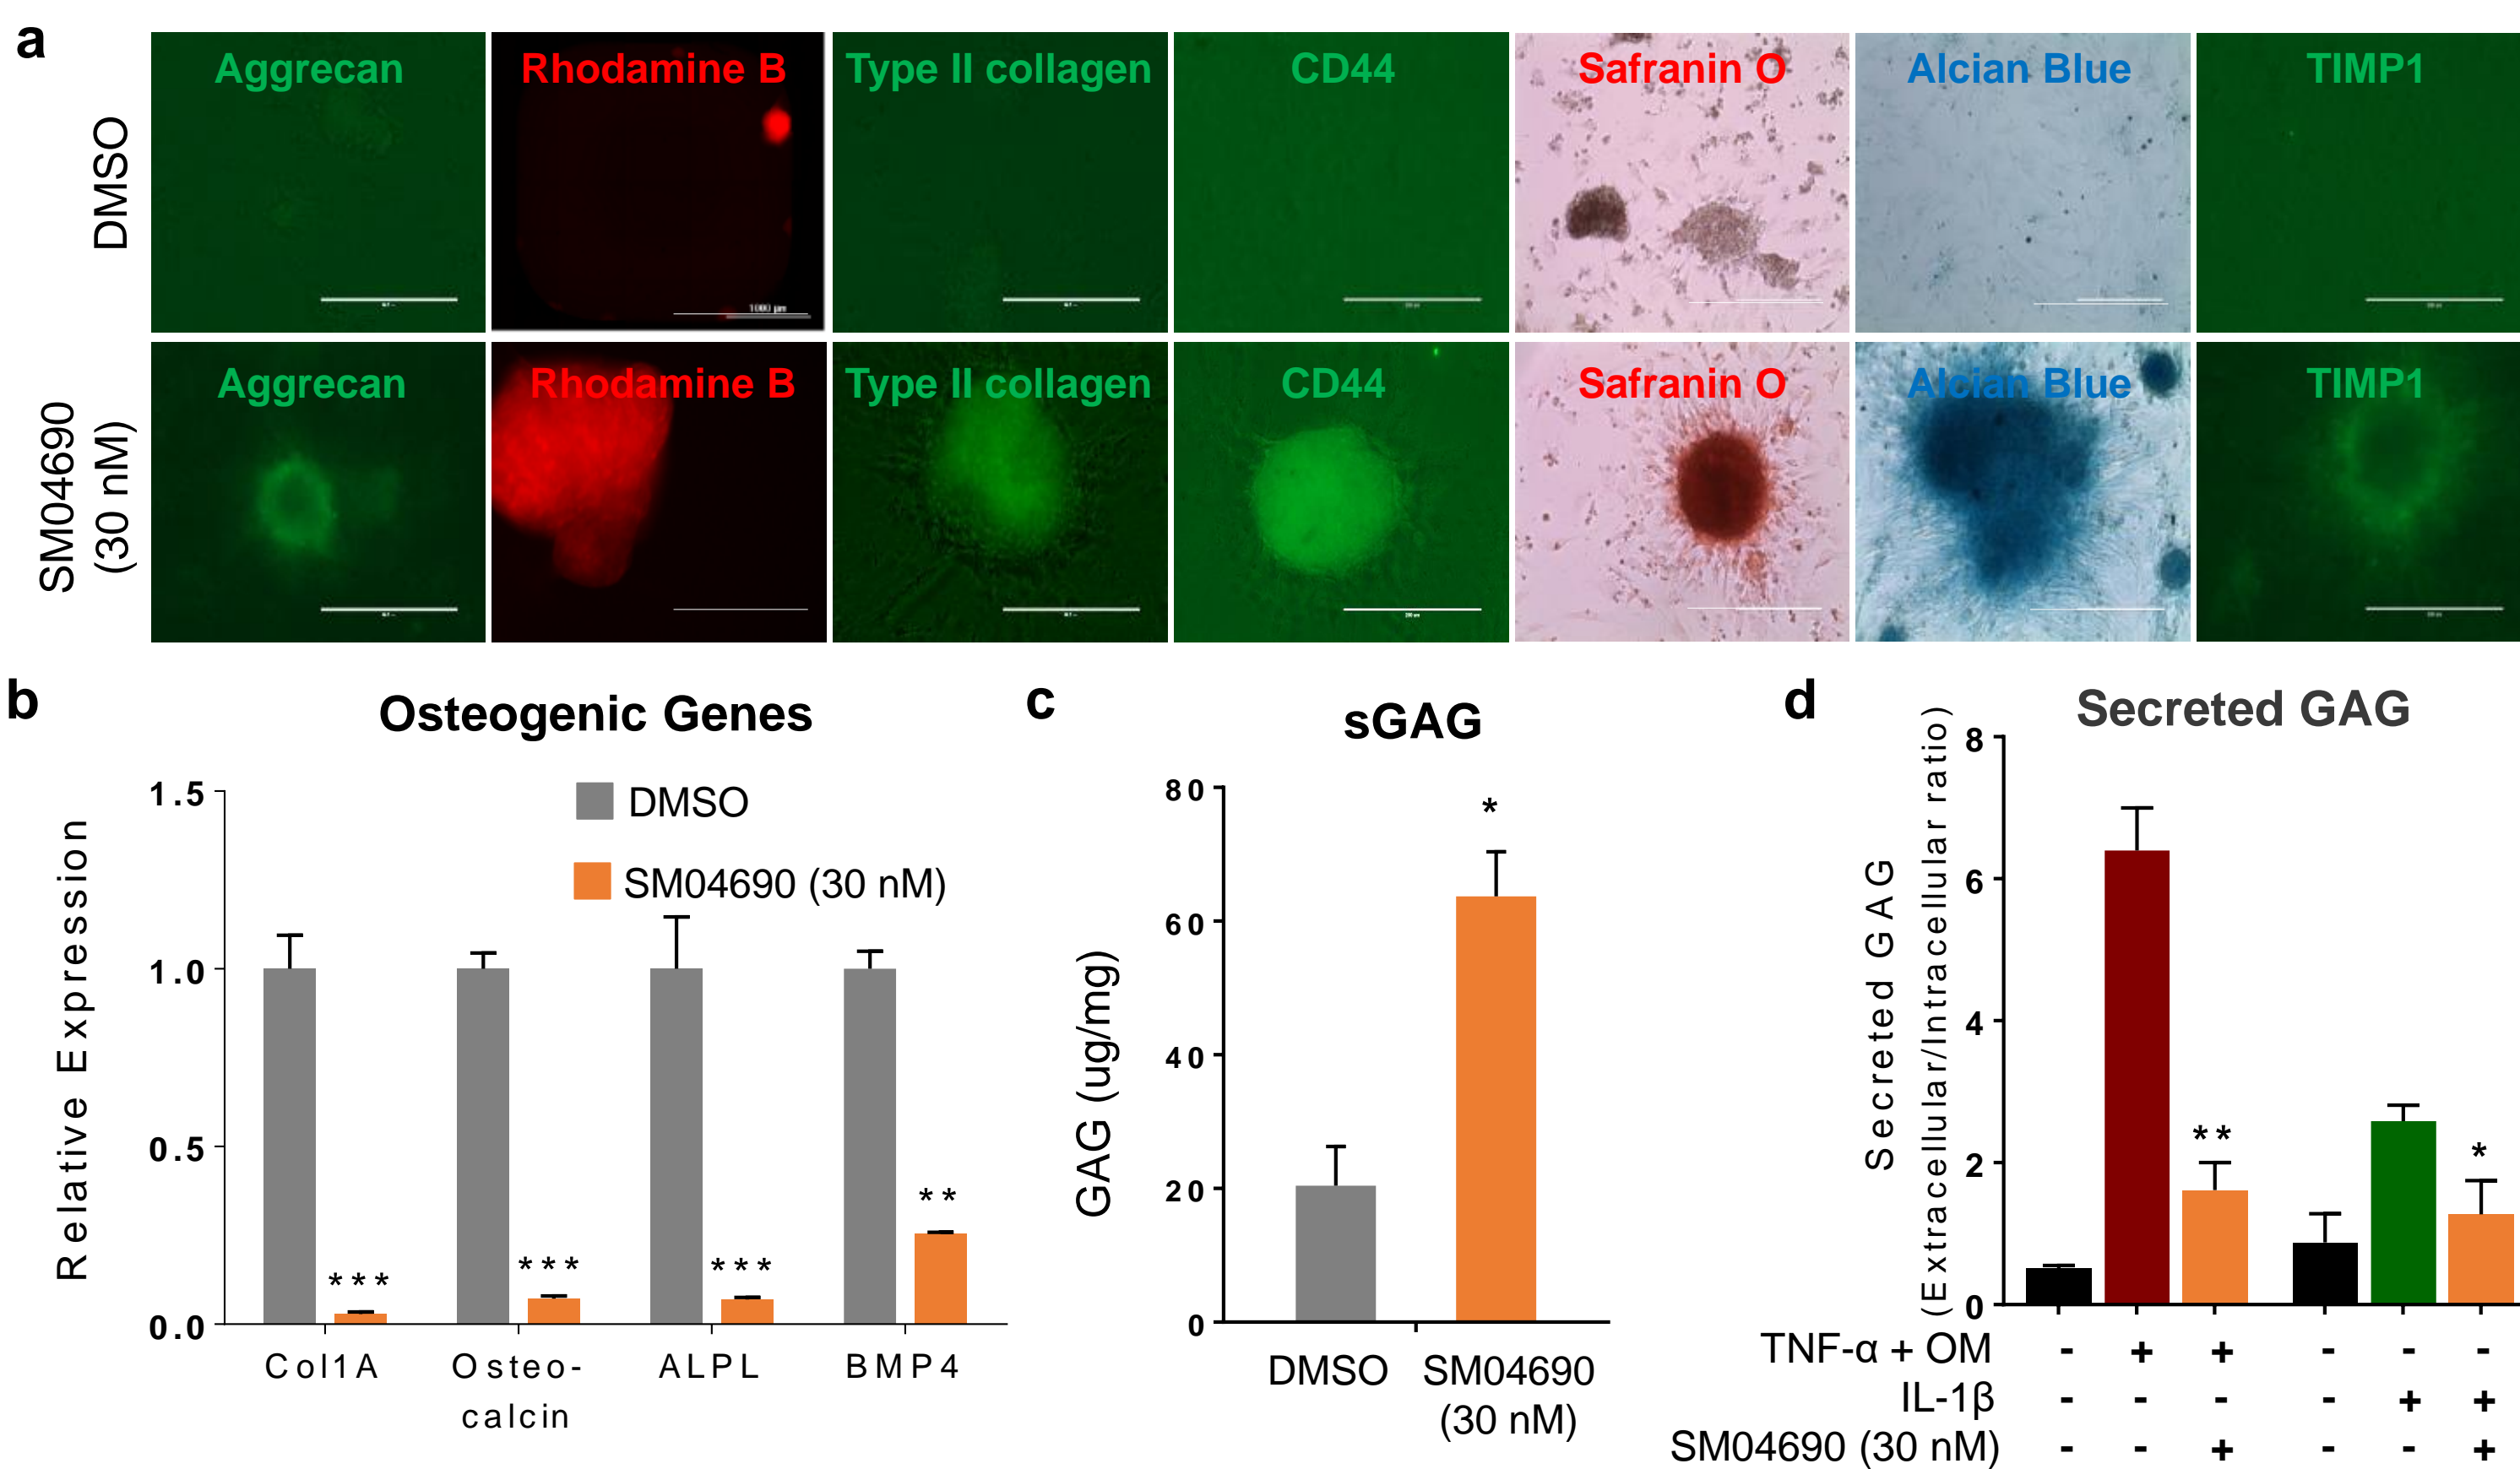 a
DMSO
Aggrecan
Rhodamine B
Type II collagen
CD44
Safranin O
Alcian Blue
TIMP1
1000 µm
SM04690
(30 nM)
Aggrecan
Rhodamine B
Type II collagen
CD44
Safranin O
Alcian Blue
TIMP1
b
Osteogenic Genes
Relative Expression
1.5
1.0
0.5
0.0
DMSO
SM04690 (30 nM)
***
***
***
**
Col1A
Osteo-
calcin
ALPL
BMP4
c
sGAG
GAG (ug/mg)
80
60
40
20
0
*
DMSO
SM04690
(30 nM)
d
Secreted GAG
Secreted GAG
(Extracellular/Intracellular ratio)
8
6
4
2
0
**
*
TNF-α + OM - + + - - -
IL-1β - - - - + +
SM04690 (30 nM) - - + - - +